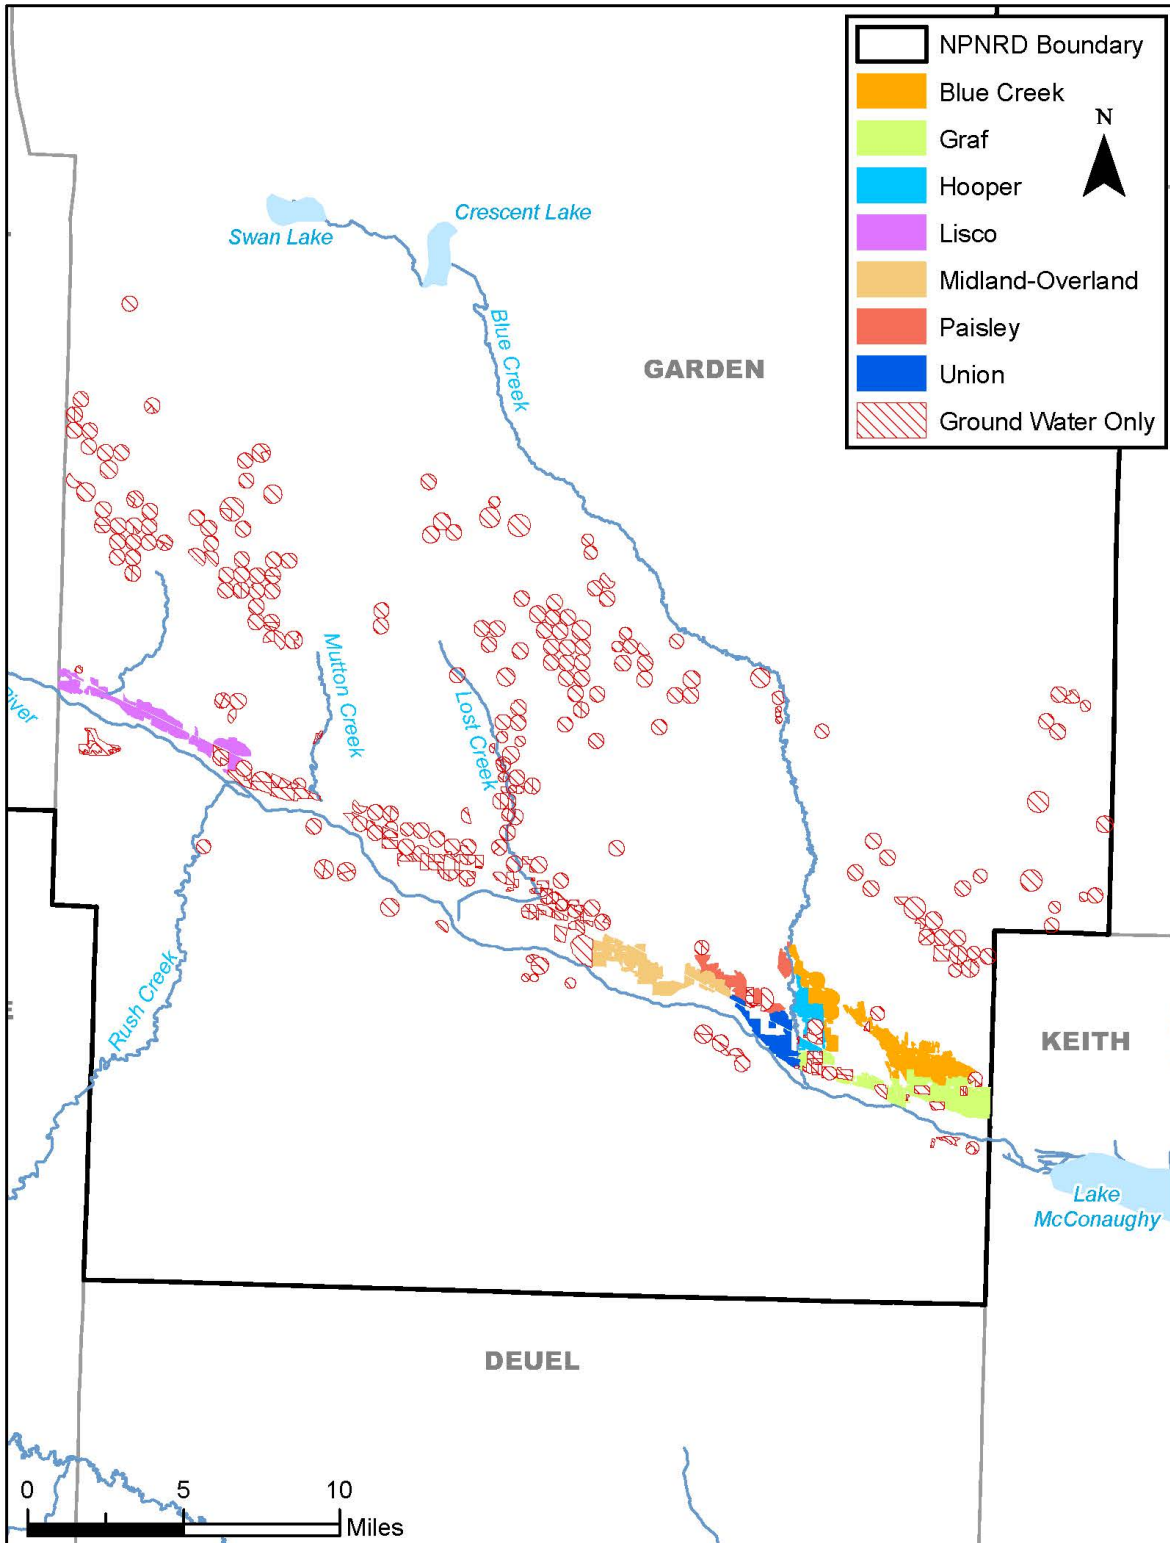 NPNRD Boundary
Blue Creek
Graf
Hooper
Lisco
Midland-Overland
Paisley
Union
Ground Water Only
N
Crescent Lake
Swan Lake
Blue Creek
GARDEN
Mutton Creek
Lost Creek
River
Rush Creek
E
KEITH
Lake
McConaughy
DEUEL
0 5 10
Miles